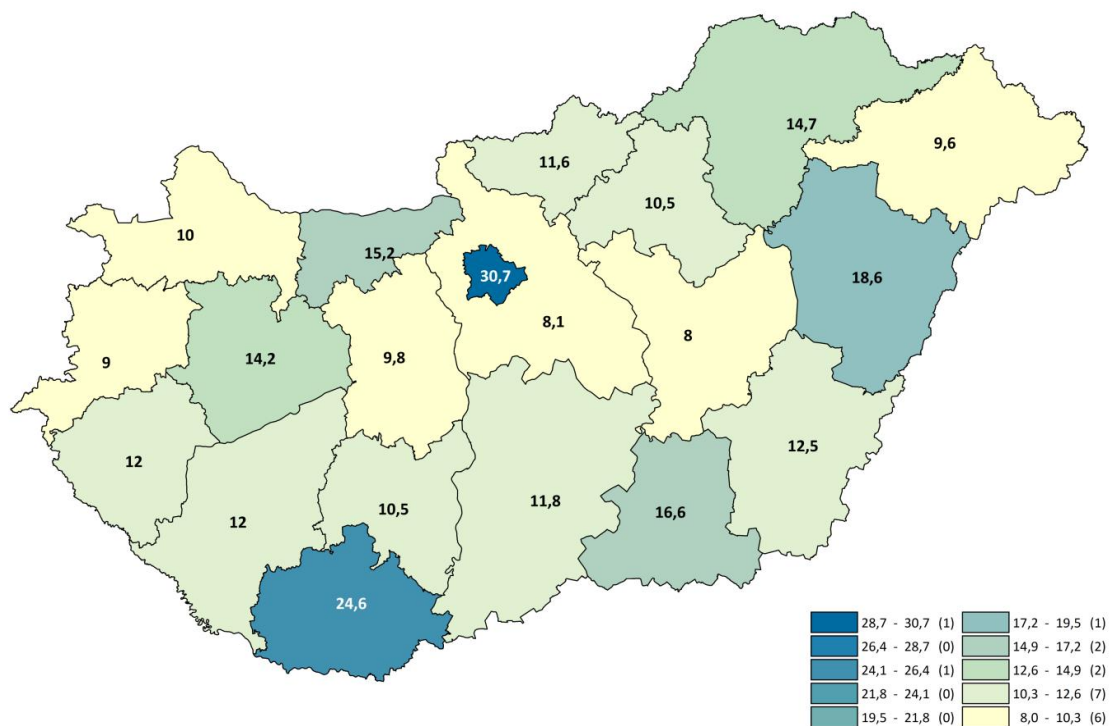 14,7
9,6
11,6
10,5
10
15,2
30,7
18,6
8,1
8
14,2
9,8
9
12,5
12
12
10,5
11,8
16,6
24,6
28,7 - 30,7 (1)
26,4 - 28,7 (0)
24,1 - 26,4 (1)
21,8 - 24,1 (0)
19,5 - 21,8 (0)
17,2 - 19,5 (1)
14,9 - 17,2 (2)
12,6 - 14,9 (2)
10,3 - 12,6 (7)
8,0 - 10,3 (6)